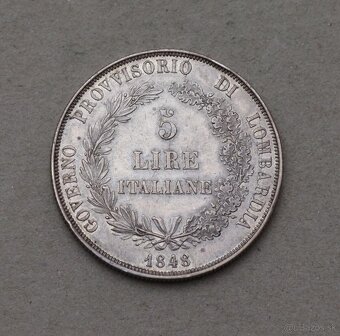 GOVERNO PROVVISORIO DI LOMBARDIA
5
LIRE
ITALIANE
1848